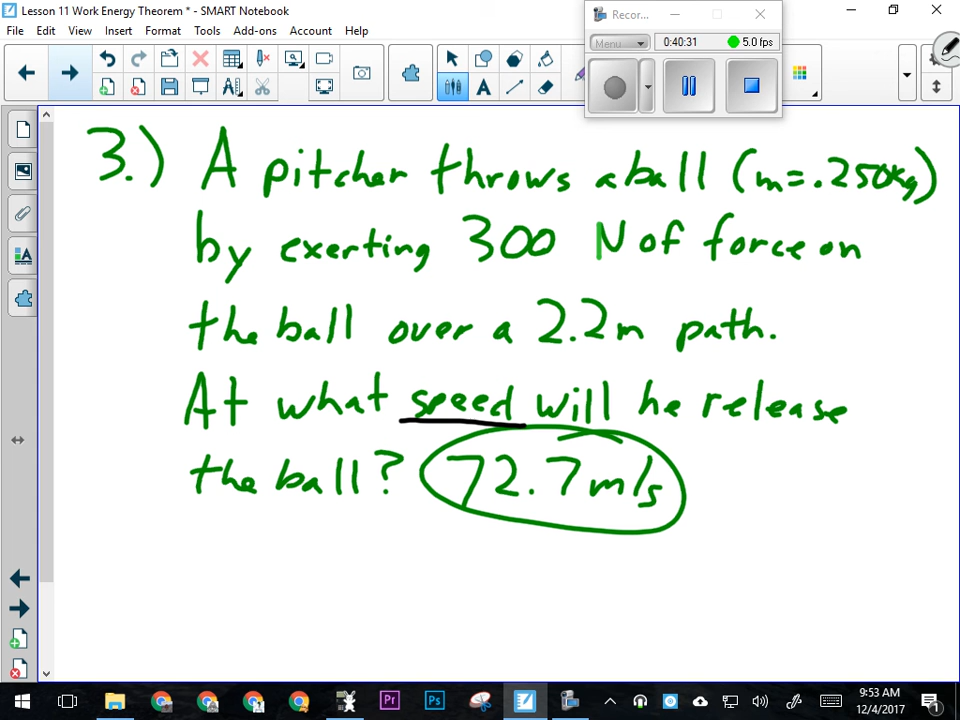 Lesson 11 Work Energy Theorem * - SMART Notebook
Recor...
File Edit View Insert Format Tools Add-ons Account Help
Menu
0:40:31
5.0 fps
3.) A pitcher throws a ball (m=.250kg)
by exerting 300 N of force on
the ball over a 2.2m path.
At what speed will he release
the ball? 72.7m/s
Pr
Ps
9:53 AM
12/4/2017
1